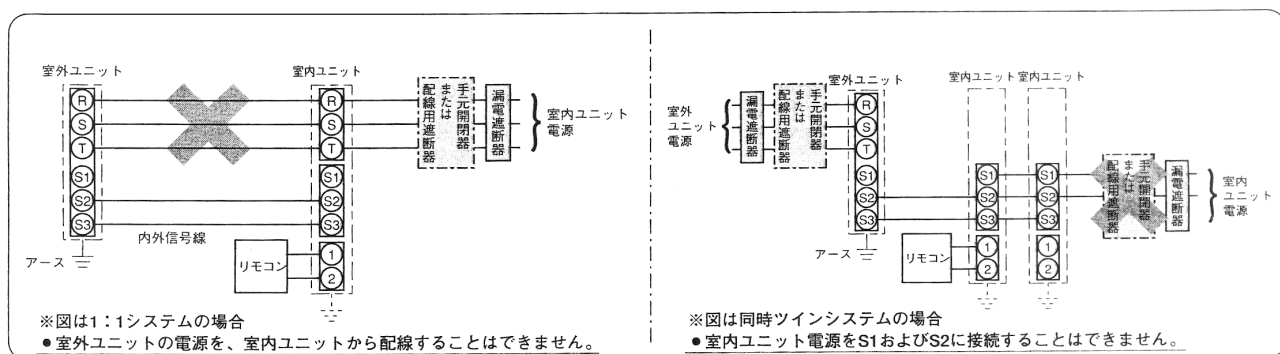 室外ユニット
室内ユニット
R
S
T
S1
S2
S3
R
S
T
S1
S2
S3
1
2
手元開閉器
または
配線用遮断器
漏電遮断器
室内ユニット
電源
内外信号線
アース
リモコン
※図は1:1システムの場合
●室外ユニットの電源を、室内ユニットから配線することはできません。
室外
ユニット
電源
漏電遮断器
手元開閉器
または
配線用遮断器
室外ユニット
室内ユニット 室内ユニット
R
S
T
S1
S2
S3
S1
S2
S3
1
2
S1
S2
S3
1
2
手元開閉器
または
配線用遮断器
漏電遮断器
室内
ユニット
電源
アース
リモコン
※図は同時ツインシステムの場合
●室内ユニット電源をS1およびS2に接続することはできません。